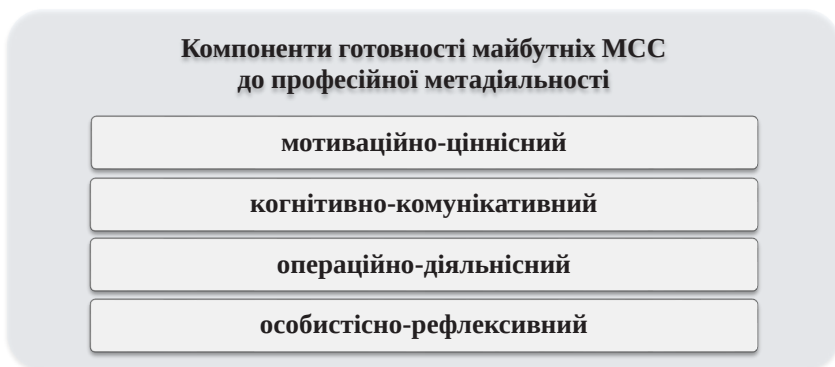 Компоненти готовності майбутніх МСС
до професійної метадіяльності
мотиваційно-ціннісний
когнітивно-комунікативний
операційно-діяльнісний
особистісно-рефлексивний